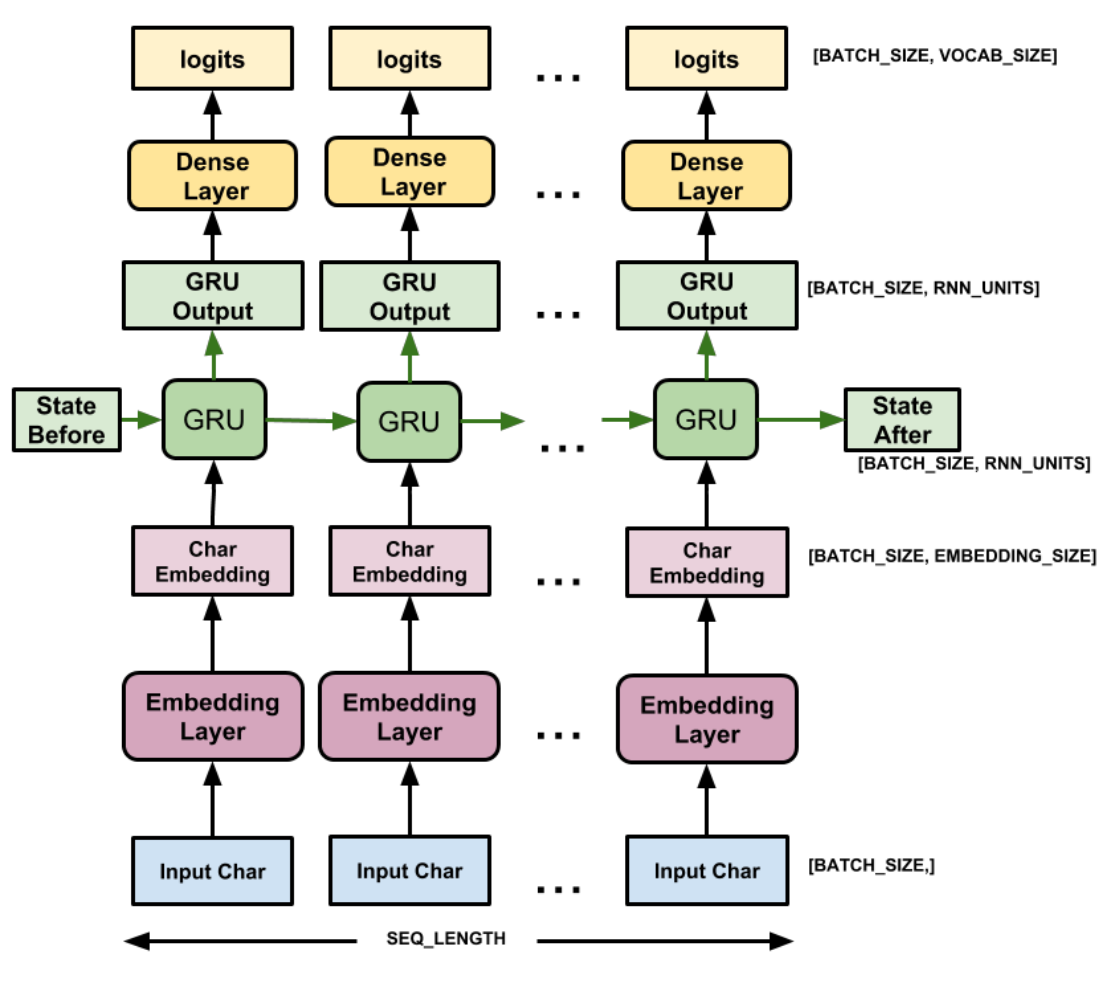 logits
logits
...
logits
[BATCH_SIZE, VOCAB_SIZE]
Dense
Layer
Dense
Layer
...
Dense
Layer
GRU
Output
GRU
Output
...
GRU
Output
[BATCH_SIZE, RNN_UNITS]
State
Before
GRU
GRU
...
GRU
State
After
[BATCH_SIZE, RNN_UNITS]
Char
Embedding
Char
Embedding
...
Char
Embedding
[BATCH_SIZE, EMBEDDING_SIZE]
Embedding
Layer
Embedding
Layer
...
Embedding
Layer
Input Char
Input Char
...
Input Char
[BATCH_SIZE,]
SEQ_LENGTH